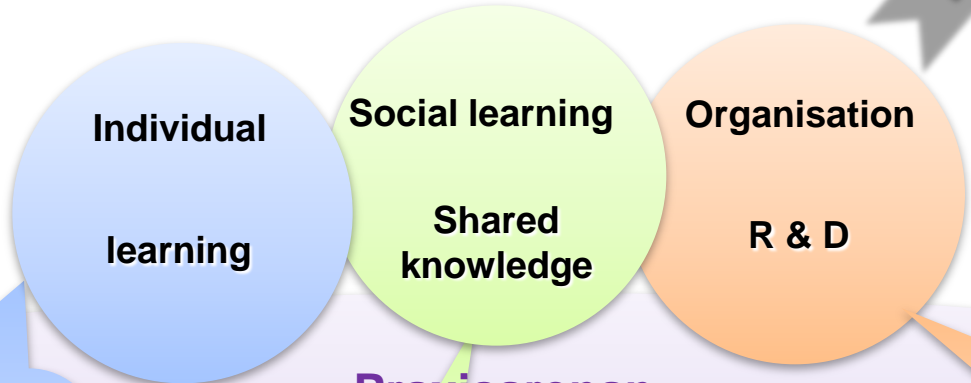 Individual
learning
Social learning
Shared
knowledge
Organisation
R & D